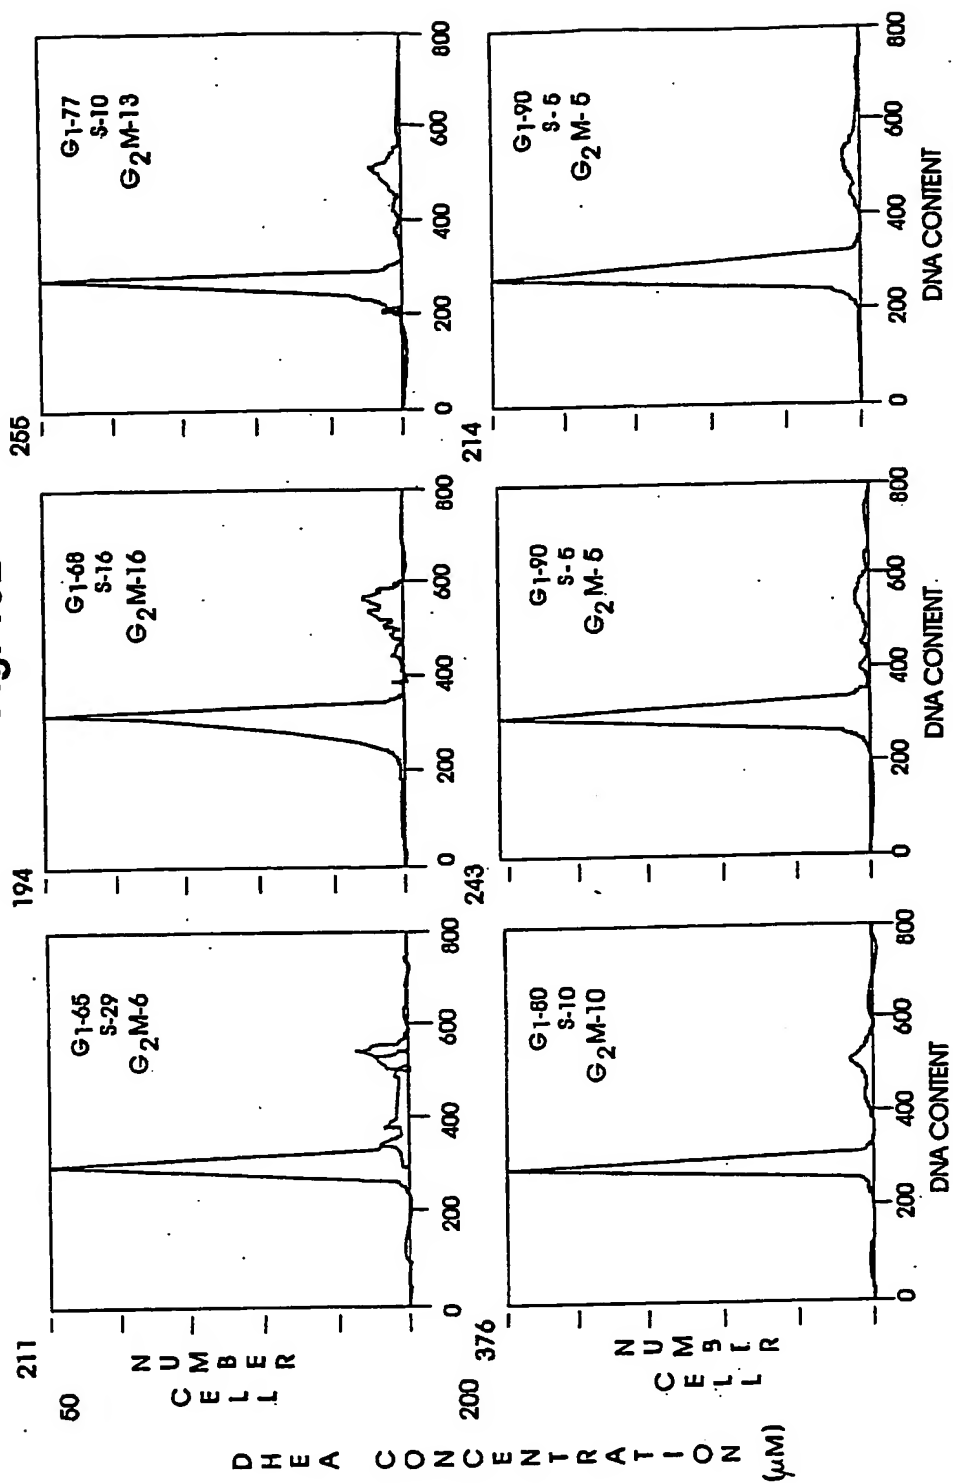 Fig.
DHEA CONCENTRATION
(μM)
50
CELL
NUMBER
211
G1-65
S-29
G2M-6
0 200 400 600 800
194
G1-68
S-16
G2M-16
0 200 400 600 800
255
G1-77
S-10
G2M-13
0 200 400 600 800
200
CELL
NUMBER
376
G1-80
S-10
G2M-10
0 200 400 600 800
DNA CONTENT
243
G1-90
S-5
G2M-5
0 200 400 600 800
DNA CONTENT
214
G1-90
S-5
G2M-5
0 200 400 600 800
DNA CONTENT